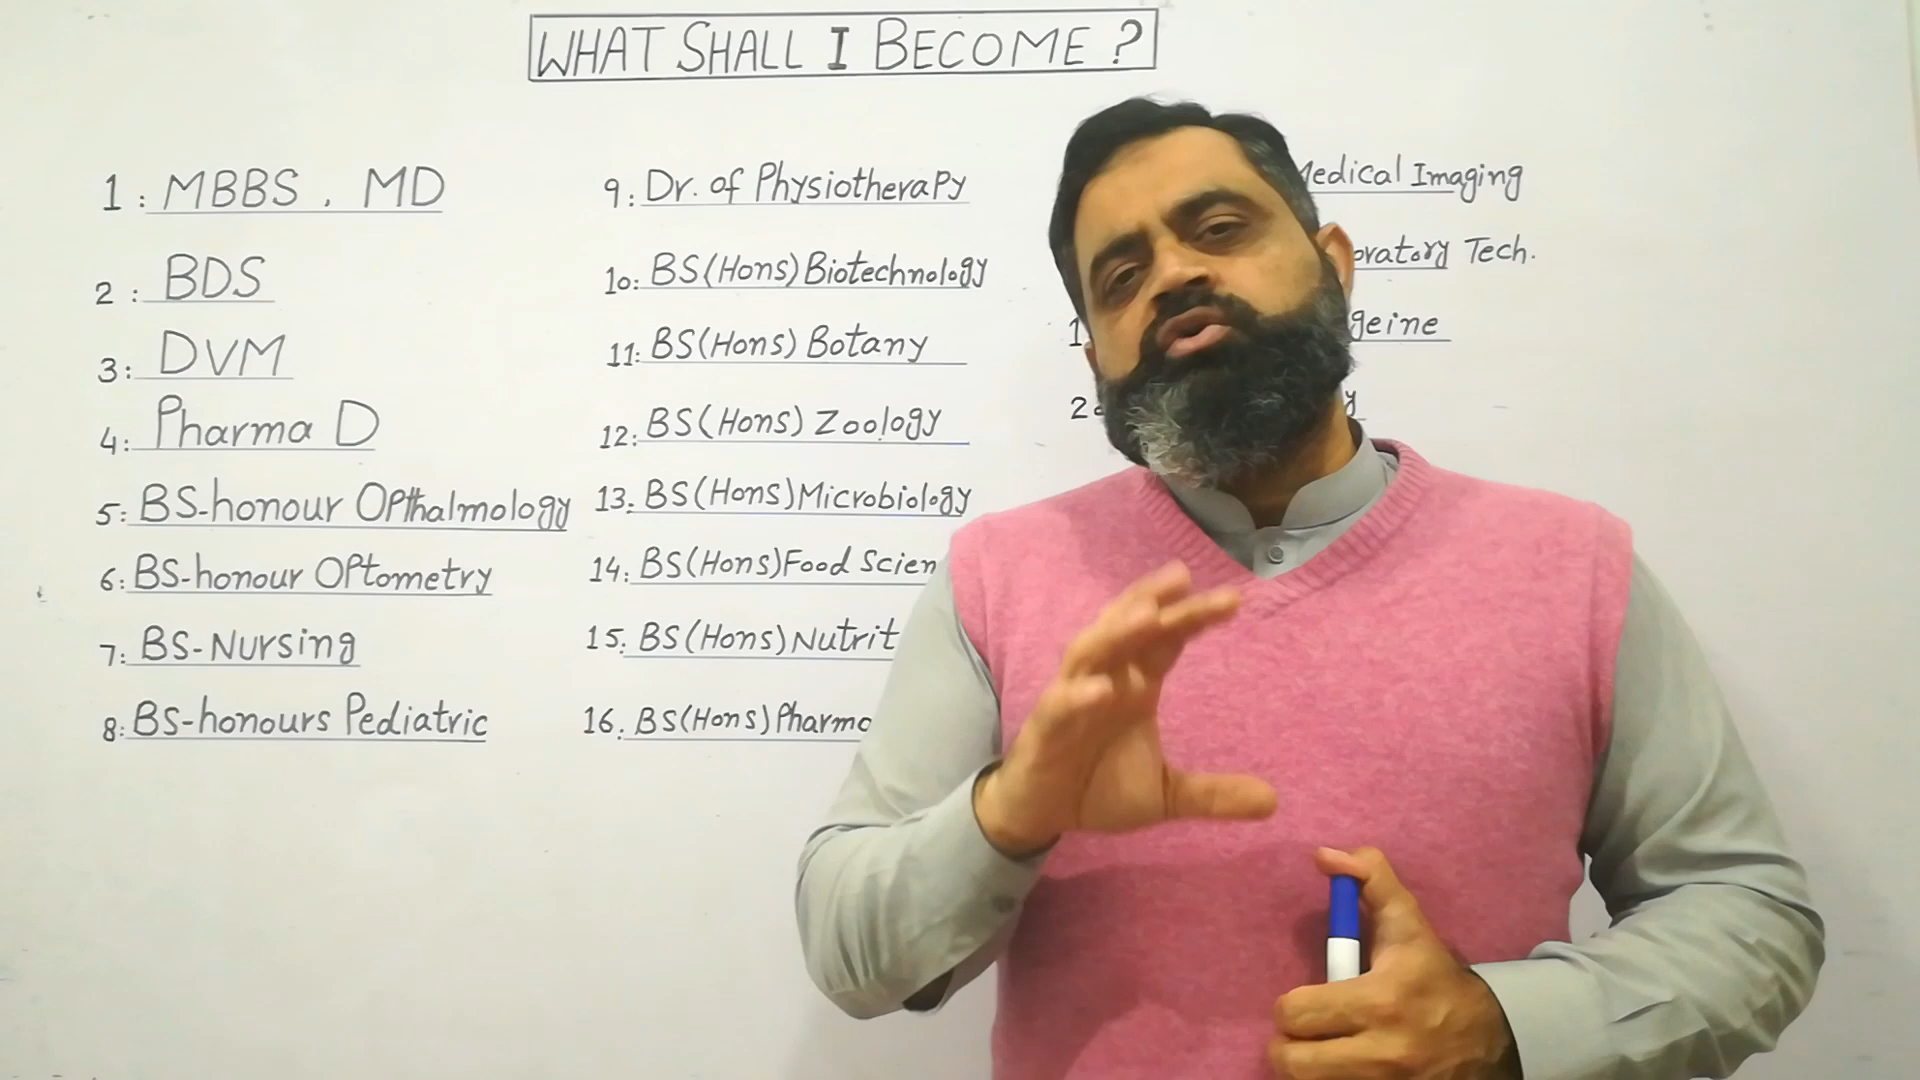 WHAT SHALL I BECOME ?
1: MBBS, MD
2: BDS
3: DVM
4: Pharma D
5: BS-honour Opthalmology
6: BS-honour Optometry
7: BS-Nursing
8: BS-honours Pediatric
9: Dr. of Physiotherapy
10: BS(Hons) Biotechnology
11: BS(Hons) Botany
12: BS(Hons) Zoology
13: BS(Hons) Microbiology
14: BS(Hons) Food Scien
15: BS(Hons) Nutrit
16: BS(Hons) Pharma
Medical Imaging
oratory Tech.
geine